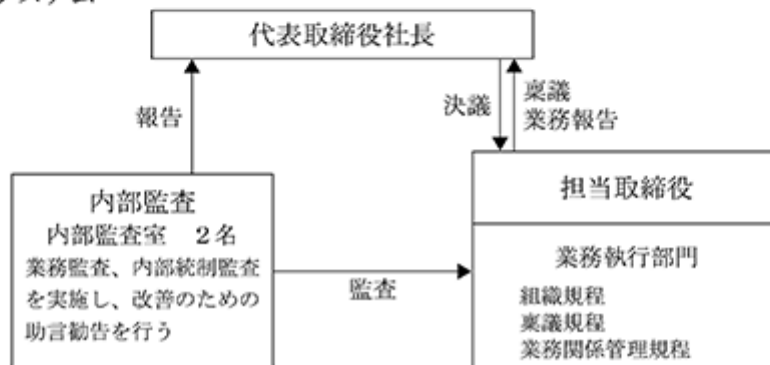 ステム
代表取締役社長
報告
決議
稟議
業務報告
内部監査
内部監査室 2名
業務監査、内部統制監査
を実施し、改善のための
助言勧告を行う
監査
担当取締役
業務執行部門
組織規程
稟議規程
業務関係管理規程